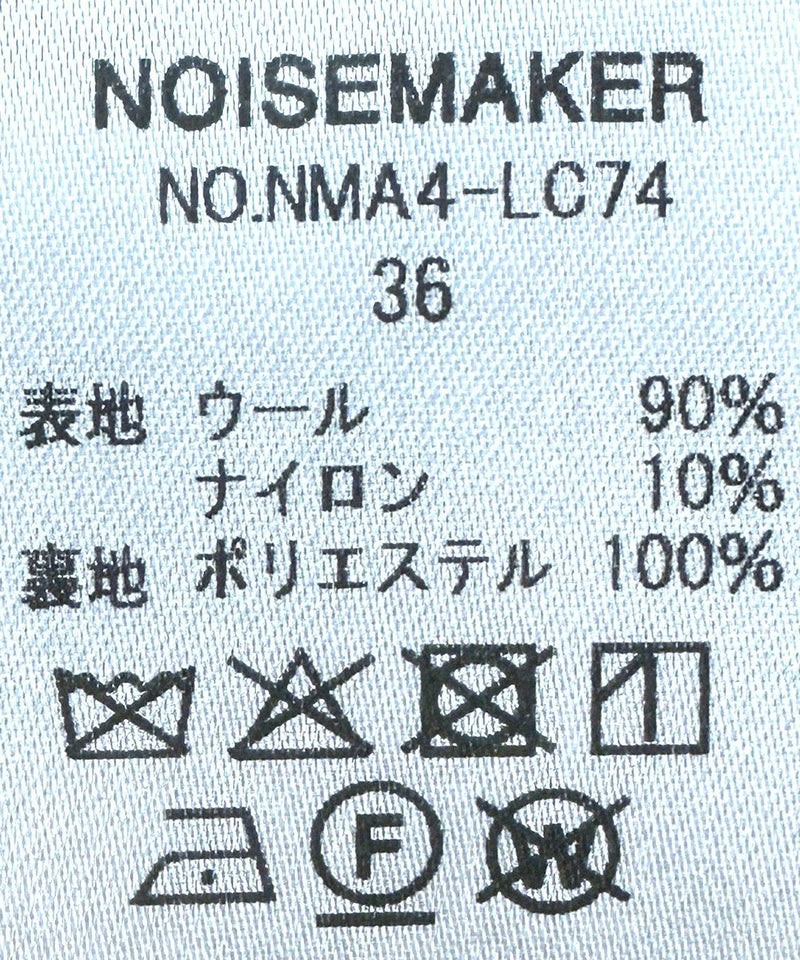 NOISEMAKER
NO.NMA4-LC74
36
表地 ウール 90%
ナイロン 10%
裏地 ポリエステル 100%
F
W